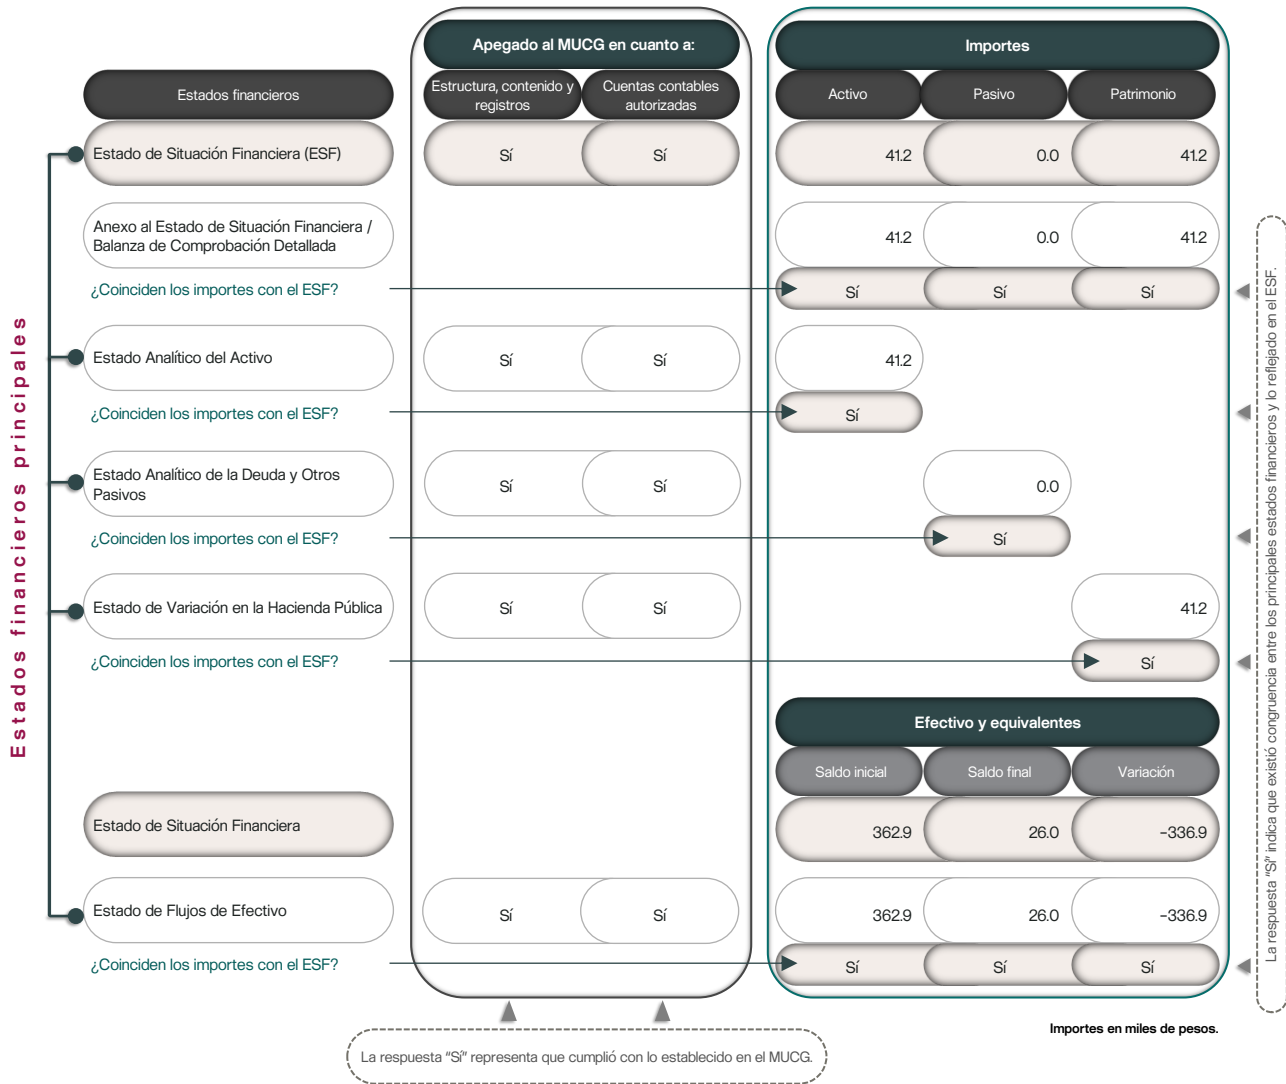 Apegado al MUCG en cuanto a:
Importes
Estados financieros
Estructura, contenido y
registros
Cuentas contables
autorizadas
Activo
Pasivo
Patrimonio
Estado de Situación Financiera (ESF)
Sí
Sí
41.2
0.0
41.2
Anexo al Estado de Situación Financiera /
Balanza de Comprobación Detallada
41.2
0.0
41.2
¿Coinciden los importes con el ESF?
Sí
Sí
Sí
Estado Analítico del Activo
Sí
Sí
41.2
¿Coinciden los importes con el ESF?
Sí
Estado Analítico de la Deuda y Otros
Pasivos
Sí
Sí
0.0
¿Coinciden los importes con el ESF?
Sí
Estado de Variación en la Hacienda Pública
Sí
Sí
41.2
¿Coinciden los importes con el ESF?
Sí
Efectivo y equivalentes
Saldo inicial
Saldo final
Variación
Estado de Situación Financiera
362.9
26.0
-336.9
Estado de Flujos de Efectivo
Sí
Sí
362.9
26.0
-336.9
¿Coinciden los importes con el ESF?
Sí
Sí
Sí
Estados financieros principales
La respuesta "Sí" indica que existió congruencia entre los principales estados financieros y lo reflejado en el ESF.
Importes en miles de pesos.
La respuesta "Sí" representa que cumplió con lo establecido en el MUCG.